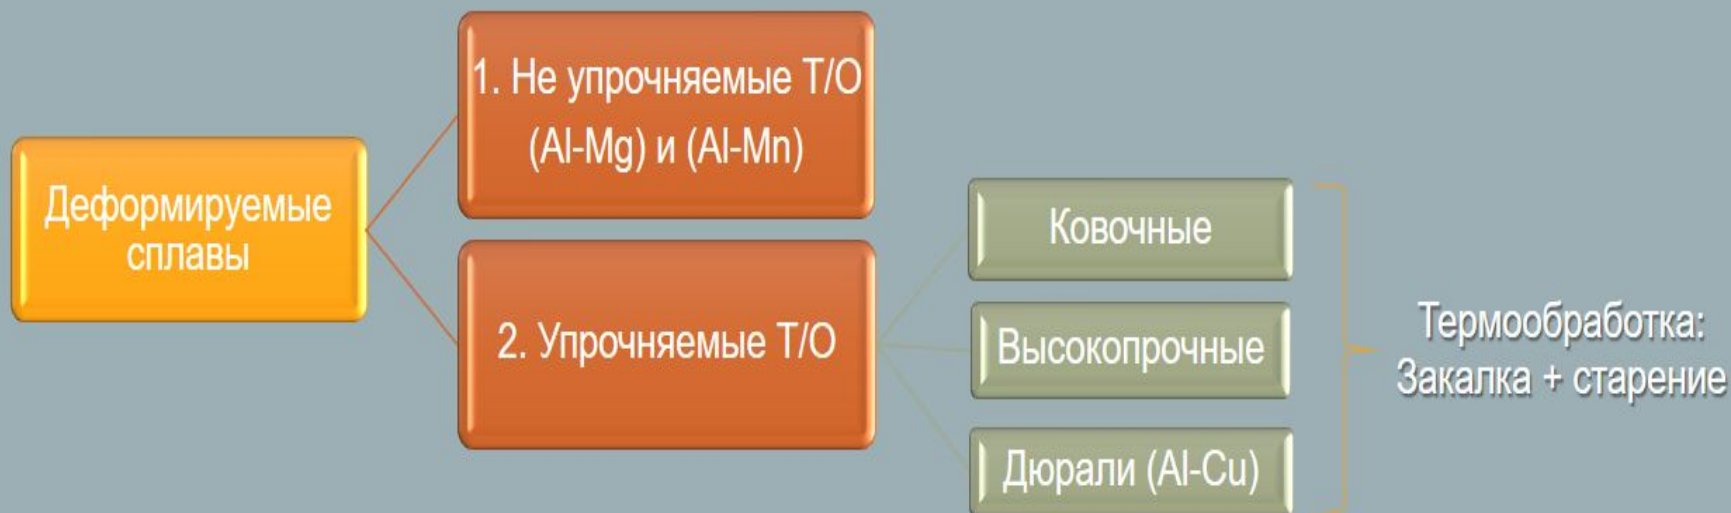 Деформируемые
сплавы
1. Не упрочняемые Т/О
(Al-Mg) и (Al-Mn)
2. Упрочняемые Т/О
Ковочные
Высокопрочные
Дюрали (Al-Cu)
Термообработка:
Закалка + старение